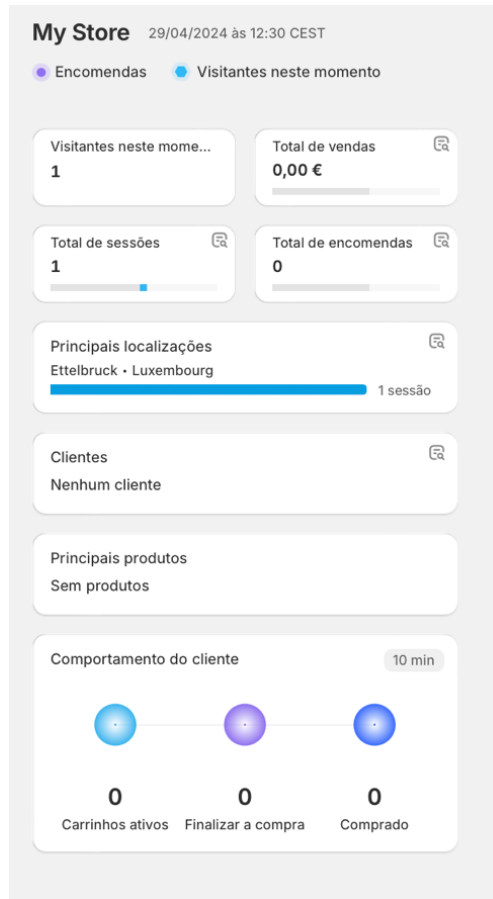 My Store 29/04/2024 às 12:30 CEST
Encomendas Visitantes neste momento
Visitantes neste mome...
1
Total de vendas
0,00 €
Total de sessões
1
Total de encomendas
0
Principais localizações
Ettelbruck • Luxembourg
1 sessão
Clientes
Nenhum cliente
Principais produtos
Sem produtos
Comportamento do cliente 10 min
0 0 0
Carrinhos ativos Finalizar a compra Comprado